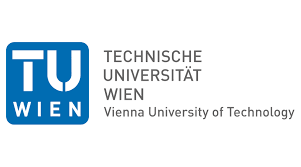 TU
WIEN
TECHNISCHE
UNIVERSITÄT
WIEN
Vienna University of Technology